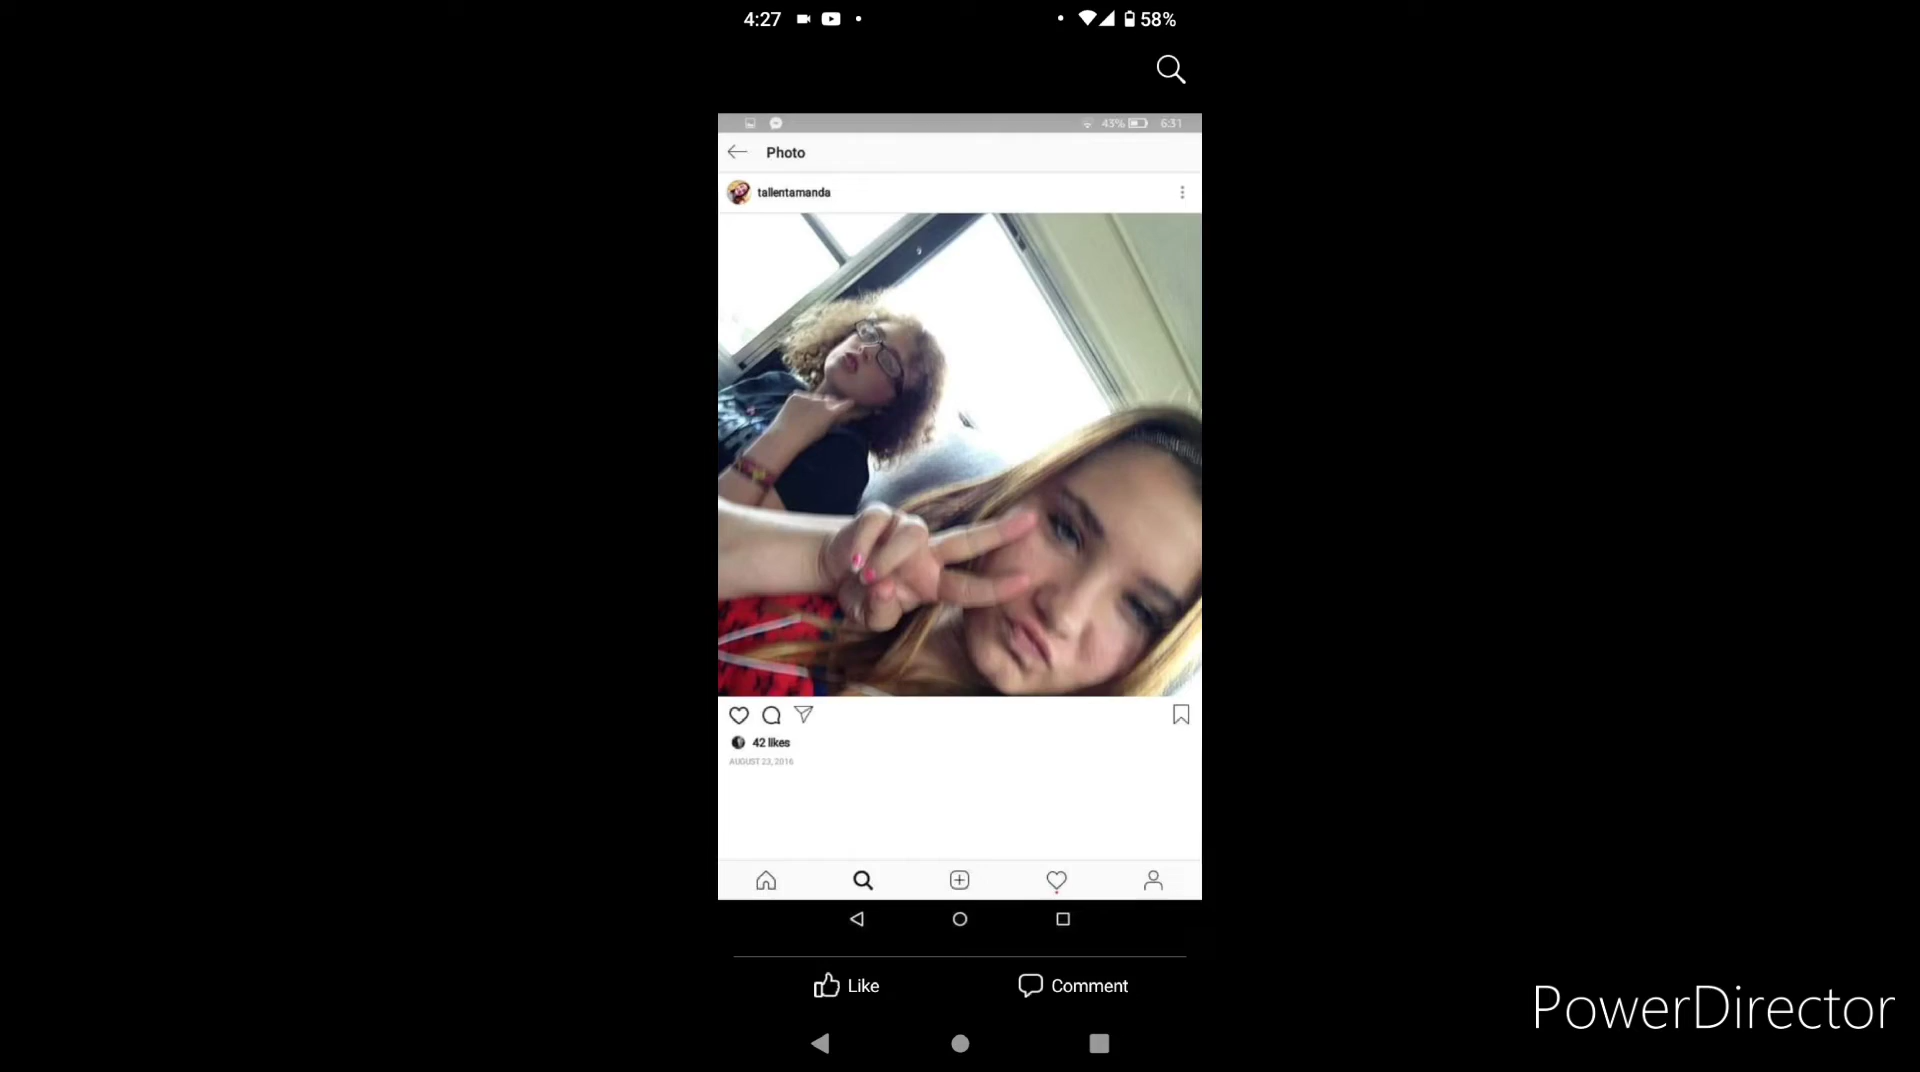 4:27
58%
43% 6:31
Photo
tallentamanda
42 likes
AUGUST 23, 2016
Like
Comment
PowerDirector